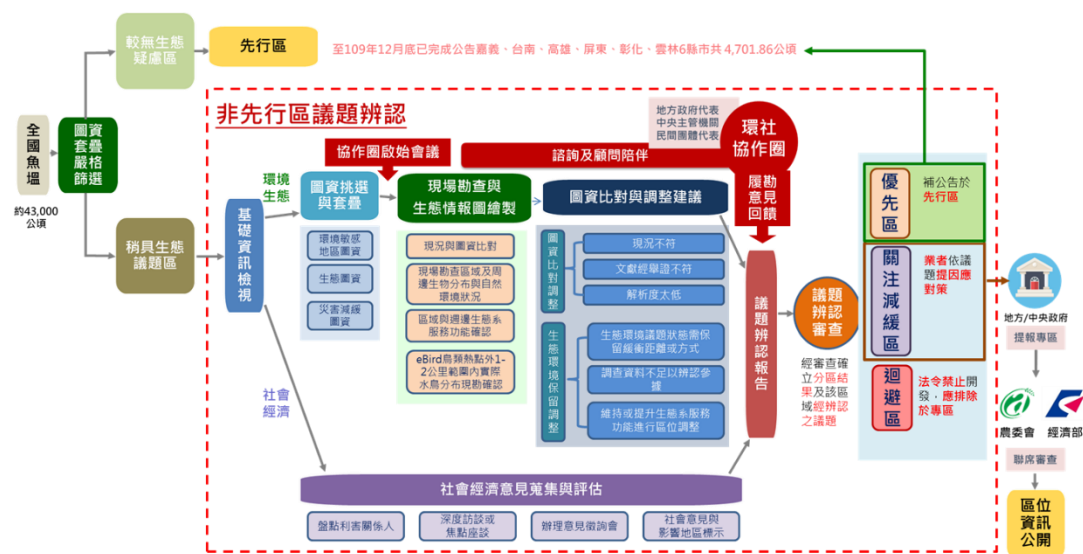 全
國
魚
塭
約43,000
公頃
圖資
套疊
嚴格
篩選
較無生態
疑慮區
先行區
至109年12月底已完成公告嘉義、台南、高雄、屏東、彰化、雲林6縣市共 4,701.86公頃
稍具生態
議題區
非先行區議題辨認
地方政府代表
中央主管機關
民間團體代表
環社
協作圈
協作圈啟始會議
諮詢及顧問陪伴
履勘
意見
回饋
基
礎
資
訊
檢
視
環境
生態
社會
經濟
圖資挑選
與套疊
環境敏感
地區圖資
生態圖資
災害減緩
圖資
現場勘查與
生態情報圖繪製
現況與圖資比對
現場勘查區域及周
邊生物分布與自然
環境狀況
區域與週邊生態系
服務功能確認
eBird鳥類熱點外1-
2公里範圍內實際
水鳥分布現勘確認
圖資比對與調整建議
圖
資
比
對
調
整
現況不符
文獻經舉證不符
解析度太低
生
態
環
境
保
留
調
整
生態環境議題狀態需保
留緩衡距離或方式
調查資料不足以辨認參
據
維持或提升生態系服務
功能進行區位調整
社會經濟意見蒐集與評估
盤點利害關係人
深度訪談或
焦點座談
辦理意見徵詢會
社會意見與
影響地區標示
議
題
辨
認
報
告
議題
辨認
審查
經審查確
立分區結
果及該區
域經辨認
之議題
優
先
區
補公告於
先行區
關
注
減
緩
區
業者依議
題提因應
對策
迴
避
區
法令禁止開
發，應排除
於專區
地方/中央政府
提報專區
農委會
經濟部
聯席審查
區位
資訊
公開